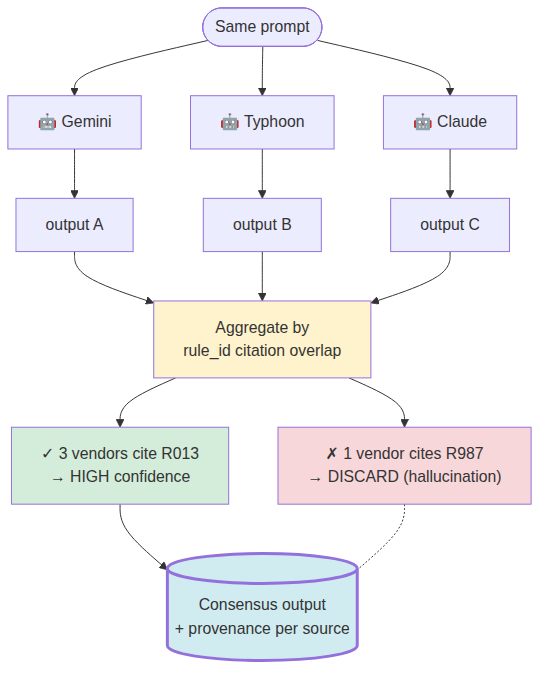 Same prompt
🤖 Gemini
🤖 Typhoon
🤖 Claude
output A
output B
output C
Aggregate by
rule_id citation overlap
✓ 3 vendors cite R013
→ HIGH confidence
✗ 1 vendor cites R987
→ DISCARD (hallucination)
Consensus output
+ provenance per source